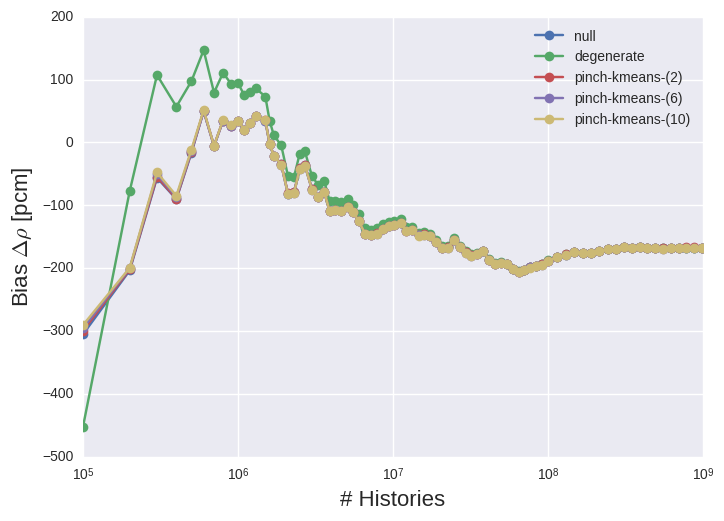 200
100
0
−100
−200
−300
−400
−500
Bias Δρ [pcm]
10⁵
10⁶
10⁷
10⁸
10⁹
# Histories
null
degenerate
pinch-kmeans-(2)
pinch-kmeans-(6)
pinch-kmeans-(10)